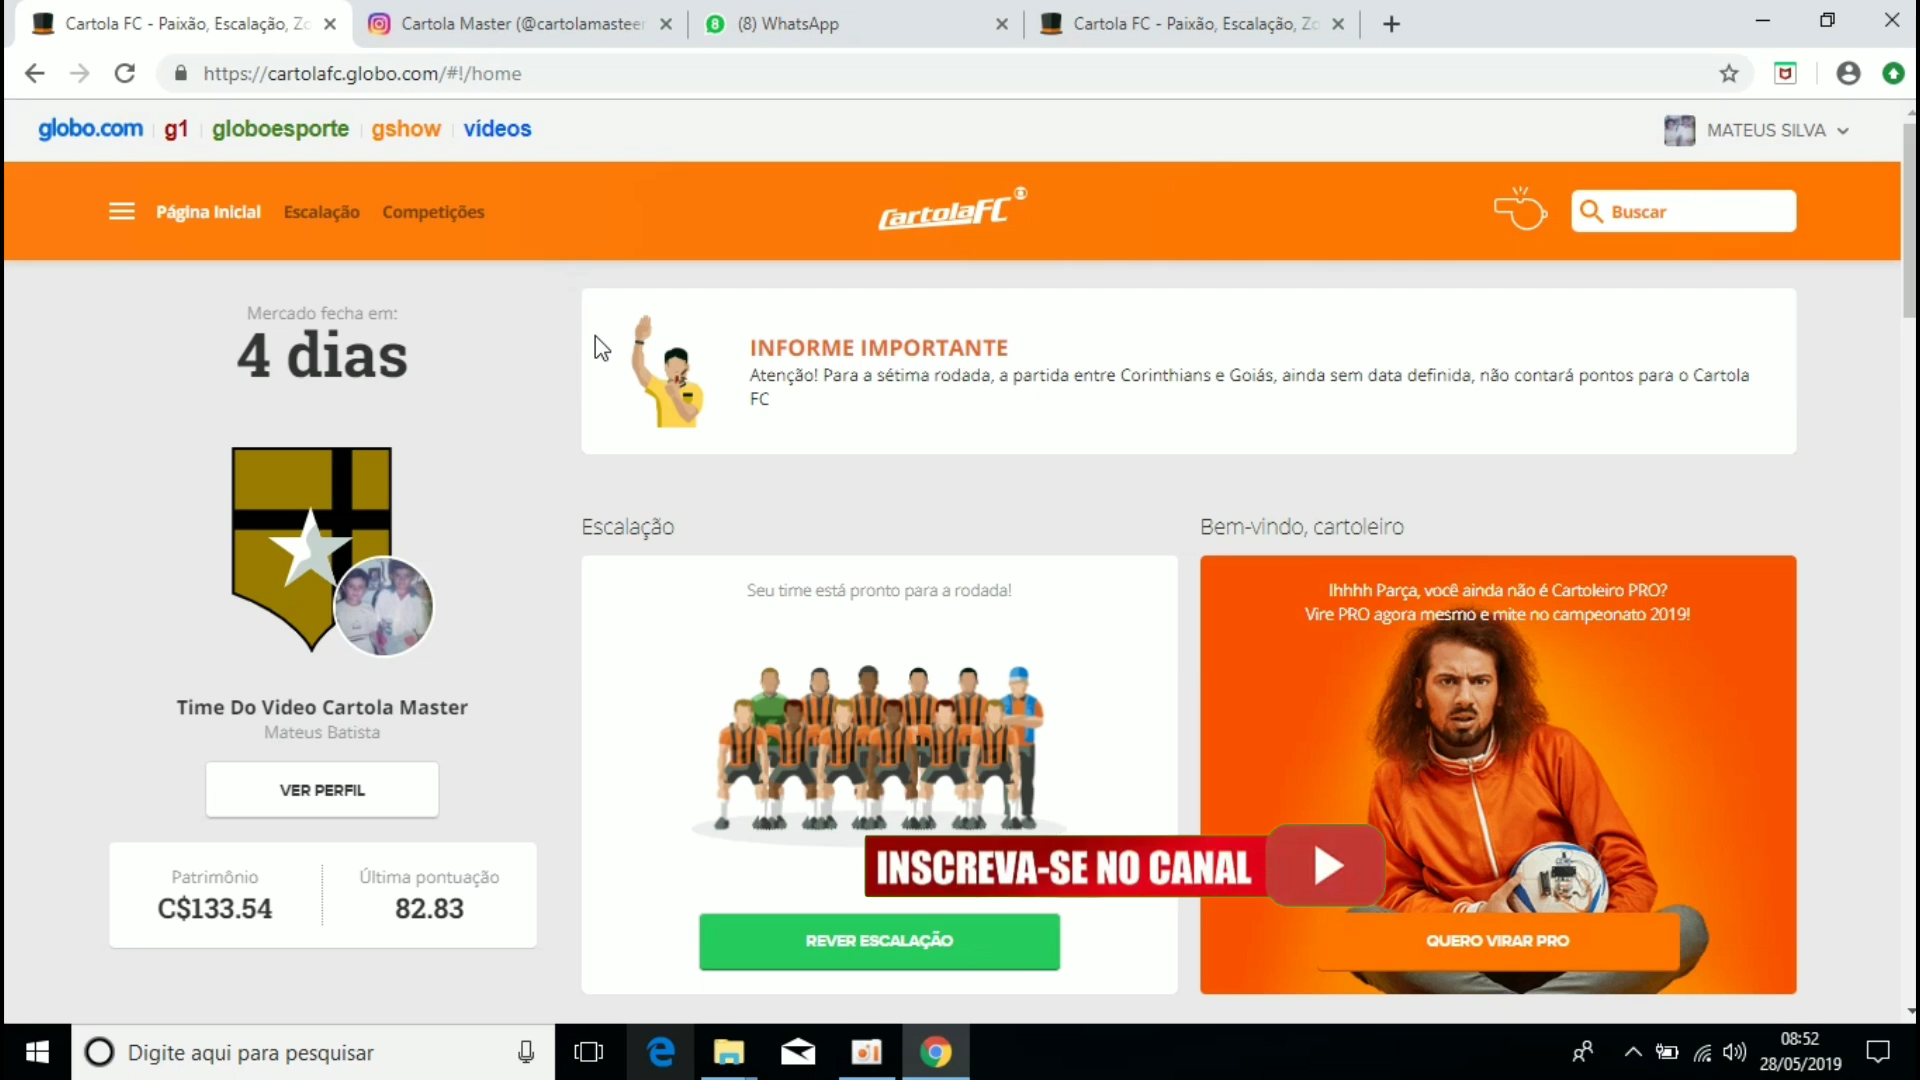 Cartola FC - Paixão, Escalação, Zo
Cartola Master (@cartolamasteer
8
(8) WhatsApp
Cartola FC - Paixão, Escalação, Zo
https://cartolafc.globo.com/#!/home
globo.com g1 globoesporte gshow vídeos
MATEUS SILVA
Página Inicial Escalação Competições
CartolaFC
Buscar
Mercado fecha em:
4 dias
INFORME IMPORTANTE
Atenção! Para a sétima rodada, a partida entre Corinthians e Goiás, ainda sem data definida, não contará pontos para o Cartola
FC
Time Do Video Cartola Master
Mateus Batista
VER PERFIL
Patrimônio
C$133.54
Última pontuação
82.83
Escalação
Seu time está pronto para a rodada!
REVER ESCALAÇÃO
Bem-vindo, cartoleiro
Ihhhh Parça, você ainda não é Cartoleiro PRO?
Vire PRO agora mesmo e mite no campeonato 2019!
QUERO VIRAR PRO
INSCREVA-SE NO CANAL
Digite aqui para pesquisar
08:52
28/05/2019